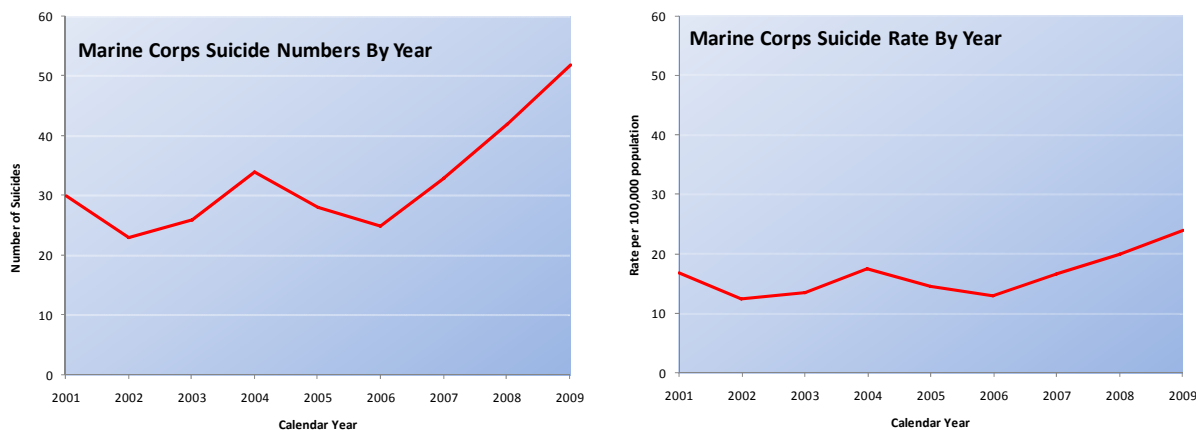 Marine Corps Suicide Numbers By Year
60
50
40
30
20
10
0
Number of Suicides
2001 2002 2003 2004 2005 2006 2007 2008 2009
Calendar Year
Marine Corps Suicide Rate By Year
60
50
40
30
20
10
0
Rate per 100,000 population
2001 2002 2003 2004 2005 2006 2007 2008 2009
Calendar Year